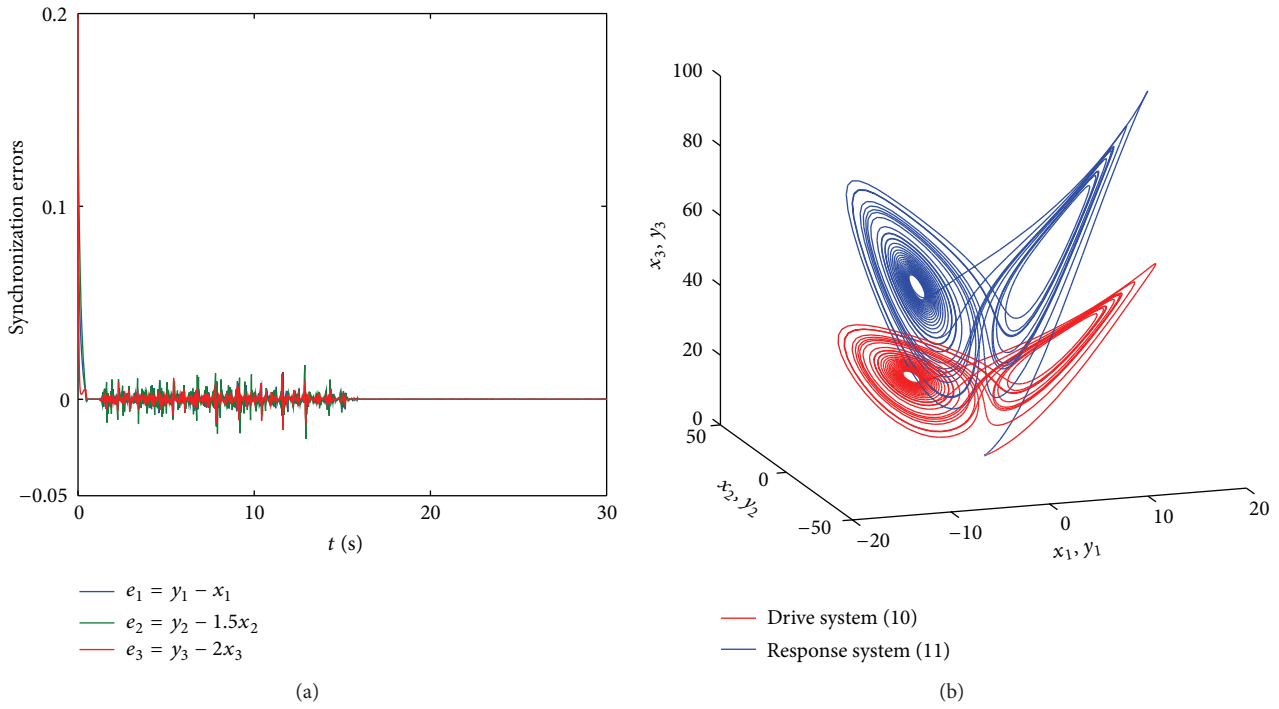 0.2
0.1
0
−0.05
Synchronization errors
0
10
20
30
t (s)
e₁ = y₁ − x₁
e₂ = y₂ − 1.5x₂
e₃ = y₃ − 2x₃
(a)
100
80
60
40
20
0
x₃, y₃
50
0
−50
x₂, y₂
−20
−10
0
10
20
x₁, y₁
Drive system (10)
Response system (11)
(b)